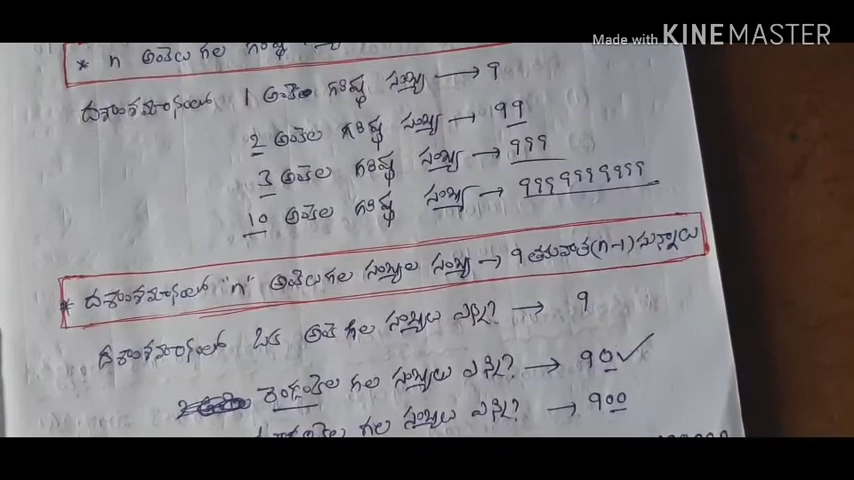 Made with KINEMASTER
* n అంకెలు గల గరిష్ఠ
దశాంశమానంలో 1 అంకెల గరిష్ఠ సంఖ్య → 9
2 అంకెల గరిష్ఠ సంఖ్య → 99
3 అంకెల గరిష్ఠ సంఖ్య → 999
10 అంకెల గరిష్ఠ సంఖ్య → 9999999999
* దశాంశమానంలో "n" అంకెలుగల సంఖ్యల సంఖ్య → 9 తరువాత (n-1) సున్నాలు
దశాంశమానంలో ఒక అంకె గల సంఖ్యలు ఎన్ని? → 9
రెండంకెల గల సంఖ్యలు ఎన్ని? → 90 ✓
గల సంఖ్యలు ఎన్ని? → 900